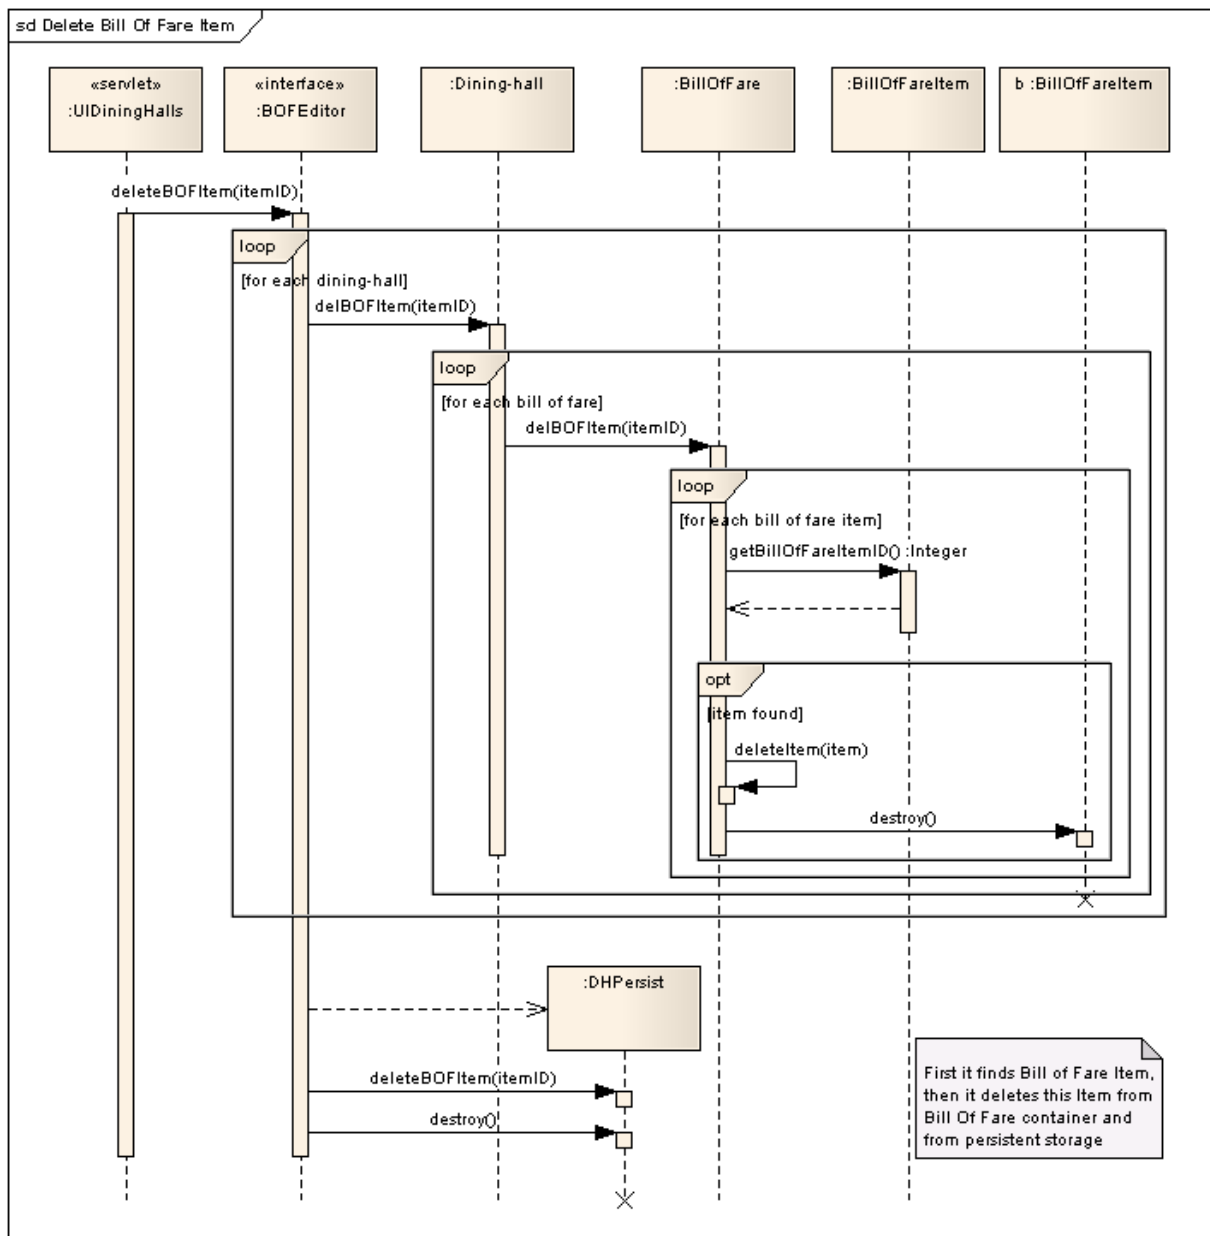 sd Delete Bill Of Fare Item
«servlet»
:UIDiningHalls
«interface»
:BOFEditor
:Dining-hall
:BillOfFare
:BillOfFareItem
b :BillOfFareItem
deleteBOFItem(itemID)
loop
[for each dining-hall]
delBOFItem(itemID)
loop
[for each bill of fare]
delBOFItem(itemID)
loop
[for each bill of fare item]
getBillOfFareItemID() :Integer
opt
[item found]
deleteItem(item)
destroy()
:DHPersist
deleteBOFItem(itemID)
destroy()
First it finds Bill of Fare Item,
then it deletes this Item from
Bill Of Fare container and
from persistent storage